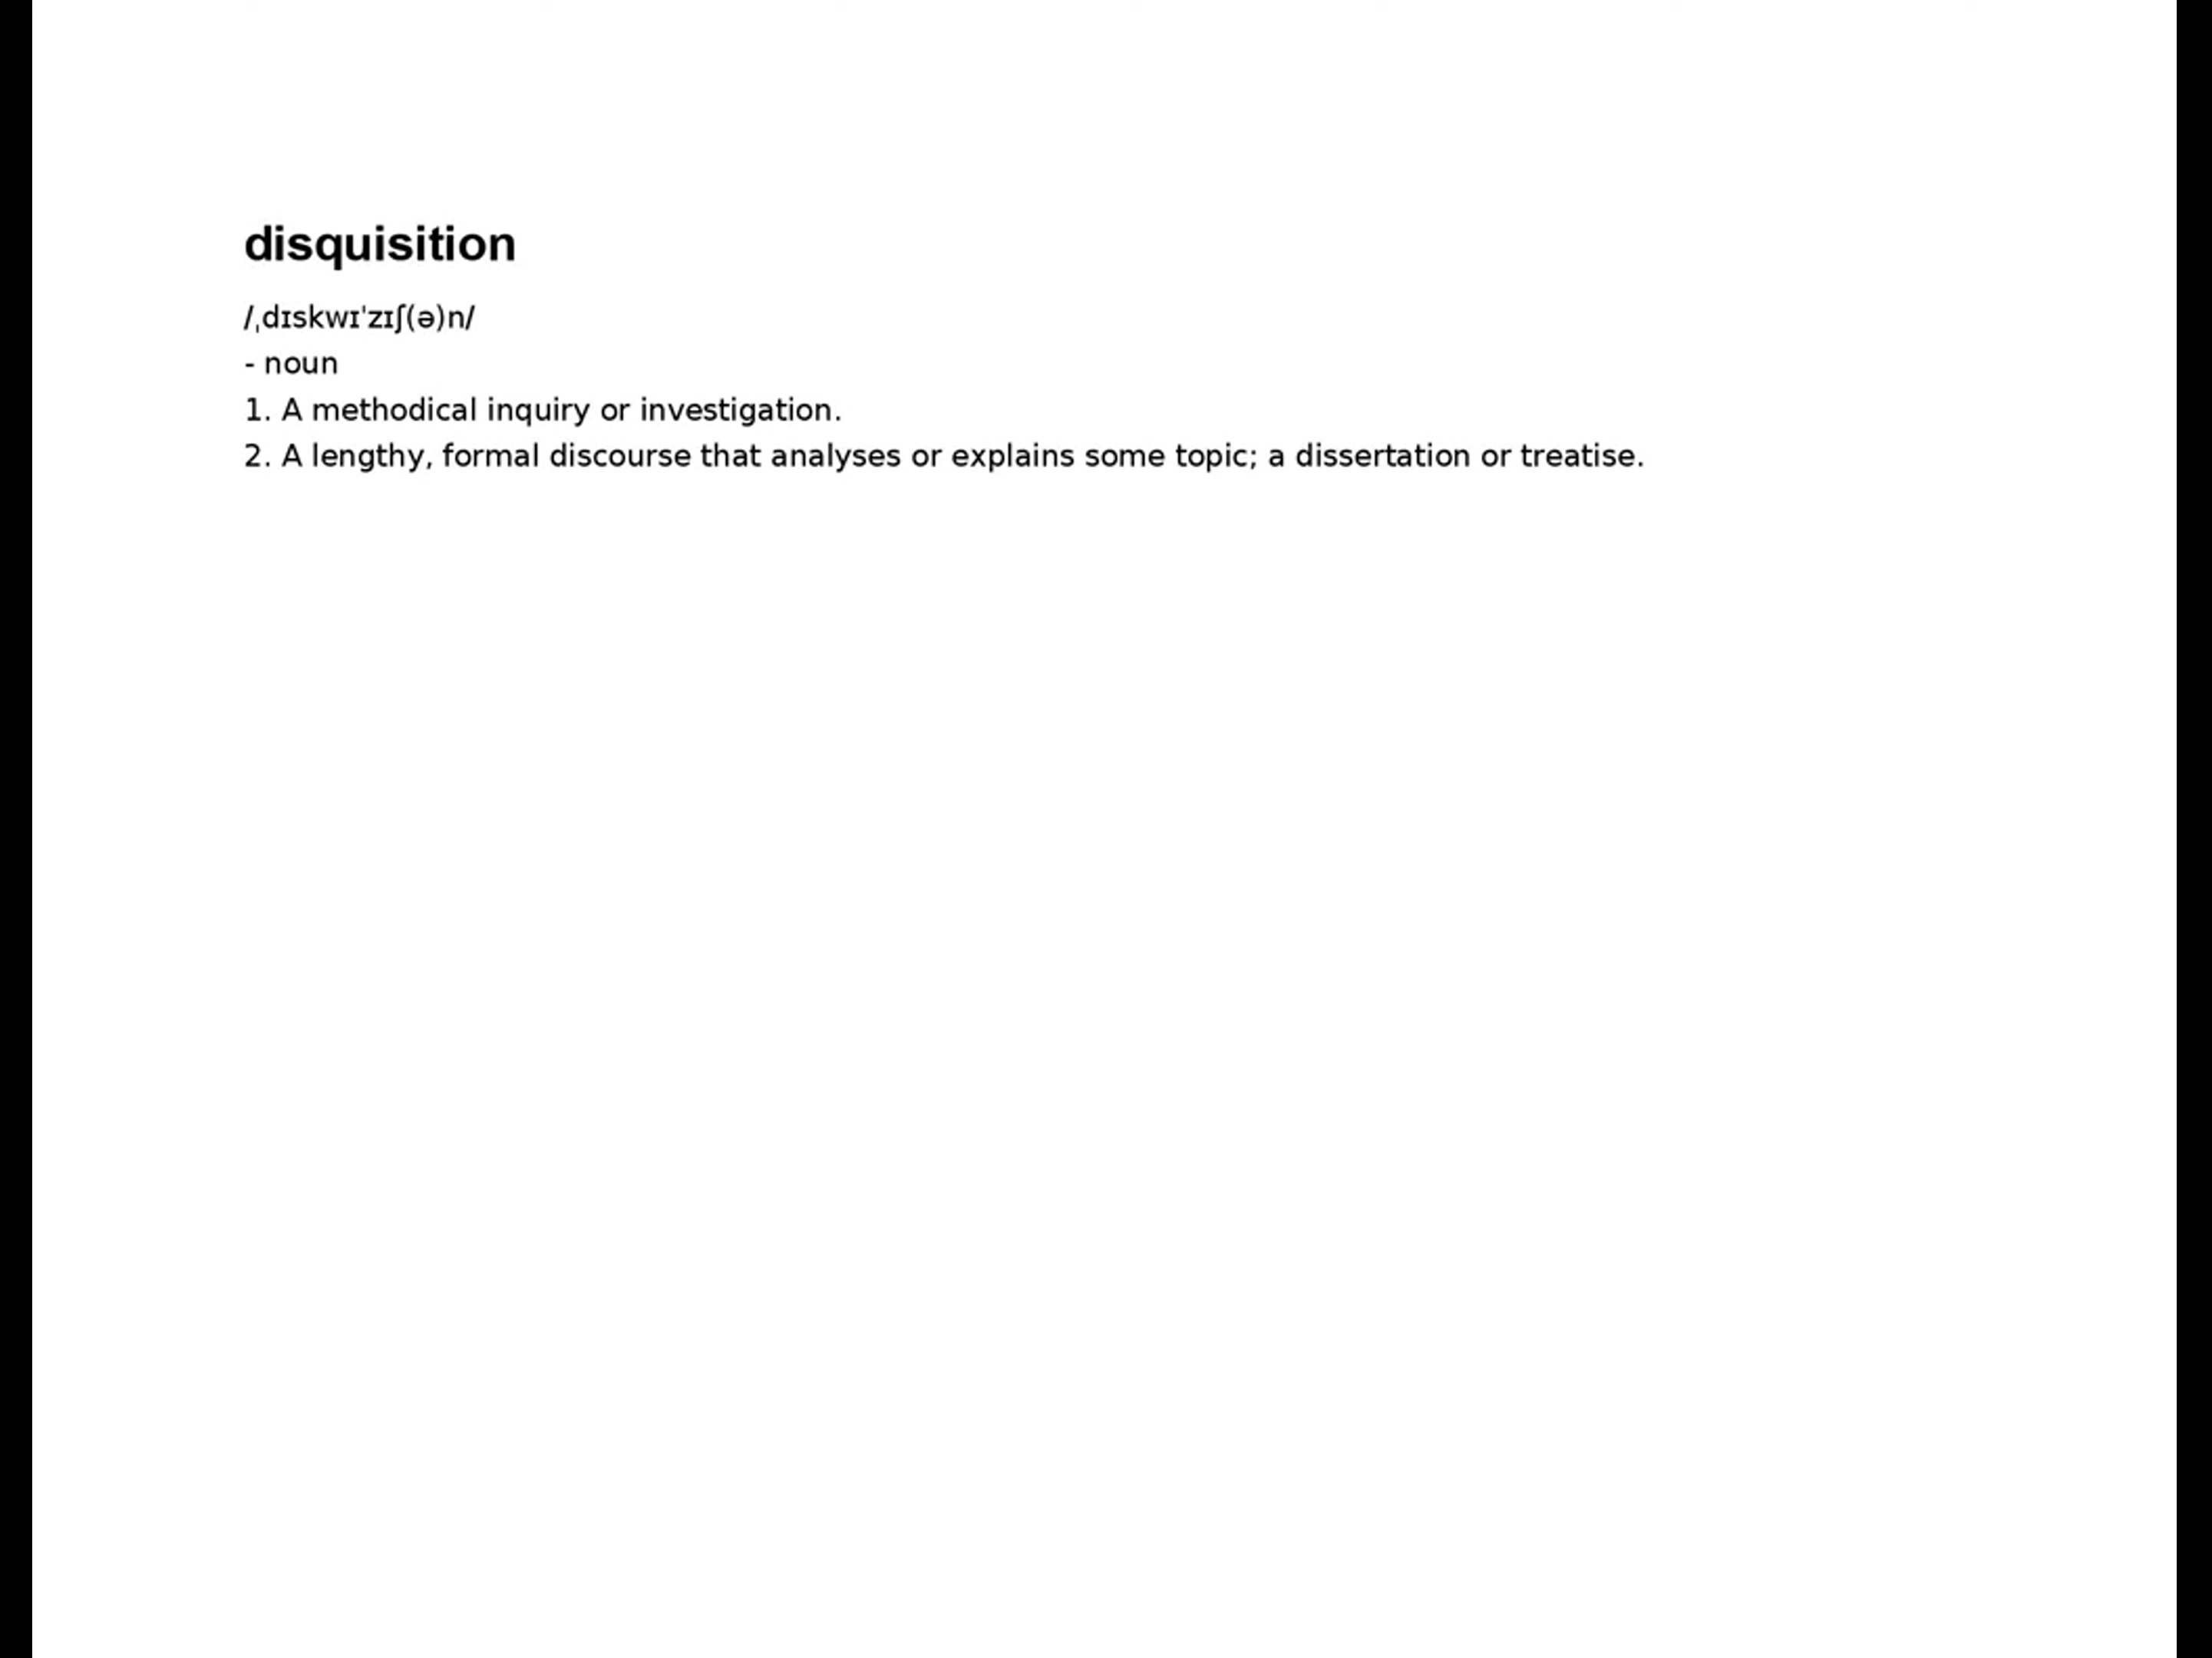 disquisition
/ˌdɪskwɪˈzɪʃ(ə)n/
- noun
1. A methodical inquiry or investigation.
2. A lengthy, formal discourse that analyses or explains some topic; a dissertation or treatise.